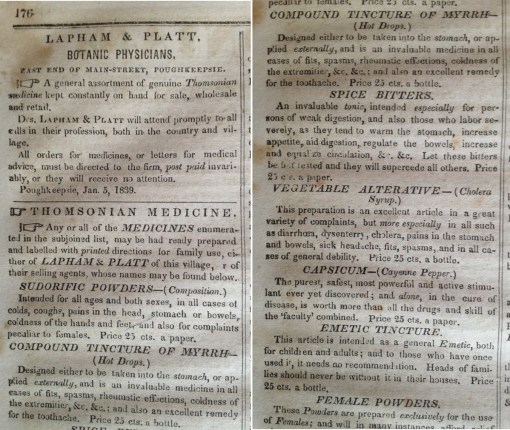 176
LAPHAM & PLATT,
BOTANIC PHYSICIANS,
EAST END OF MAIN-STREET, POUGHKEEPSIE.
☞ A general assortment of genuine Thomsonian
medicine kept constantly on hand for sale, wholesale
and retail.
Drs. LAPHAM & PLATT will attend promptly to all
calls in their profession, both in the country and vil-
lage.
All orders for medicines, or letters for medical
advice, must be directed to the firm, post paid invari-
ably, or they will receive no attention.
Poughkeepsie, Jan. 5, 1839.
☞ THOMSONIAN MEDICINE.
☞ Any or all of the MEDICINES enumera-
ted in the subjoined list, may be had ready prepared
and labelled with printed directions for family use, ei-
ther of LAPHAM & PLATT of this village, or of
their selling agents, whose names may be found below.
SUDORIFIC POWDERS—(Composition.)
Intended for all ages and both sexes, in all cases of
colds, coughs, pains in the head, stomach or bowels,
coldness of the hands and feet, and also for complaints
peculiar to females. Price 25 cts. a paper.
COMPOUND TINCTURE OF MYRRH—
(Hot Drops.)
Designed either to be taken into the stomach, or ap-
plied externally, and is an invaluable medicine in all
cases of fits, spasms, rheumatic effections, coldness of
the extremities, &c. &c.; and also an excellent remedy
for the toothache. Price 25 cts. a bottle.
peculiar to females. Price 25 cts. a paper.
COMPOUND TINCTURE OF MYRRH—
(Hot Drops.)
Designed either to be taken into the stomach, or ap-
plied externally, and is an invaluable medicine in all
cases of fits, spasms, rheumatic effections, coldness of
the extremities, &c. &c.; and also an excellent remedy
for the toothache. Price 25 cts. a bottle.
SPICE BITTERS.
An invaluable tonic, intended especially for per-
sons of weak digestion, and also those who labor se-
verely, as they tend to warm the stomach, increase
appetite, aid digestion, regulate the bowels, increase
and equalize circulation, &c. &c. Let these bitters
be but tested and they will supercede all others. Price
25 cts. a paper.
VEGETABLE ALTERATIVE—(Cholera
Syrup.)
This preparation is an excellent article in a great
variety of complaints, but more especially in all such
as diarrhœa, dysentery, cholera, pains in the stomach
and bowels, sick headache, fits, spasms, and in all ca-
ses of general debility. Price 25 cts. a bottle.
CAPSICUM—(Cayenne Pepper.)
The purest, safest, most powerful and active stimu-
lant ever yet discovered; and alone, in the cure of
disease, is worth more than all the drugs and skill of
the 'faculty' combined. Price 25 cts. a paper.
EMETIC TINCTURE.
This article is intended as a general Emetic, both
for children and adults; and to those who have once
used it, it needs no recommendation. Heads of fami-
lies should never be without it in their houses. Price
25 cts. a bottle.
FEMALE POWDERS.
These Powders are prepared exclusively for the use
of Females; and will in many instances afford relief